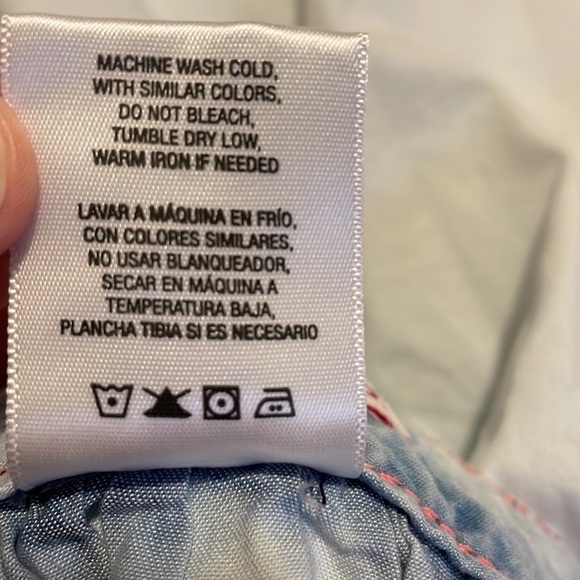 MACHINE WASH COLD,
WITH SIMILAR COLORS,
DO NOT BLEACH,
TUMBLE DRY LOW,
WARM IRON IF NEEDED
LAVAR A MÁQUINA EN FRÍO,
CON COLORES SIMILARES,
NO USAR BLANQUEADOR,
SECAR EN MÁQUINA A
TEMPERATURA BAJA,
PLANCHA TIBIA SI ES NECESARIO